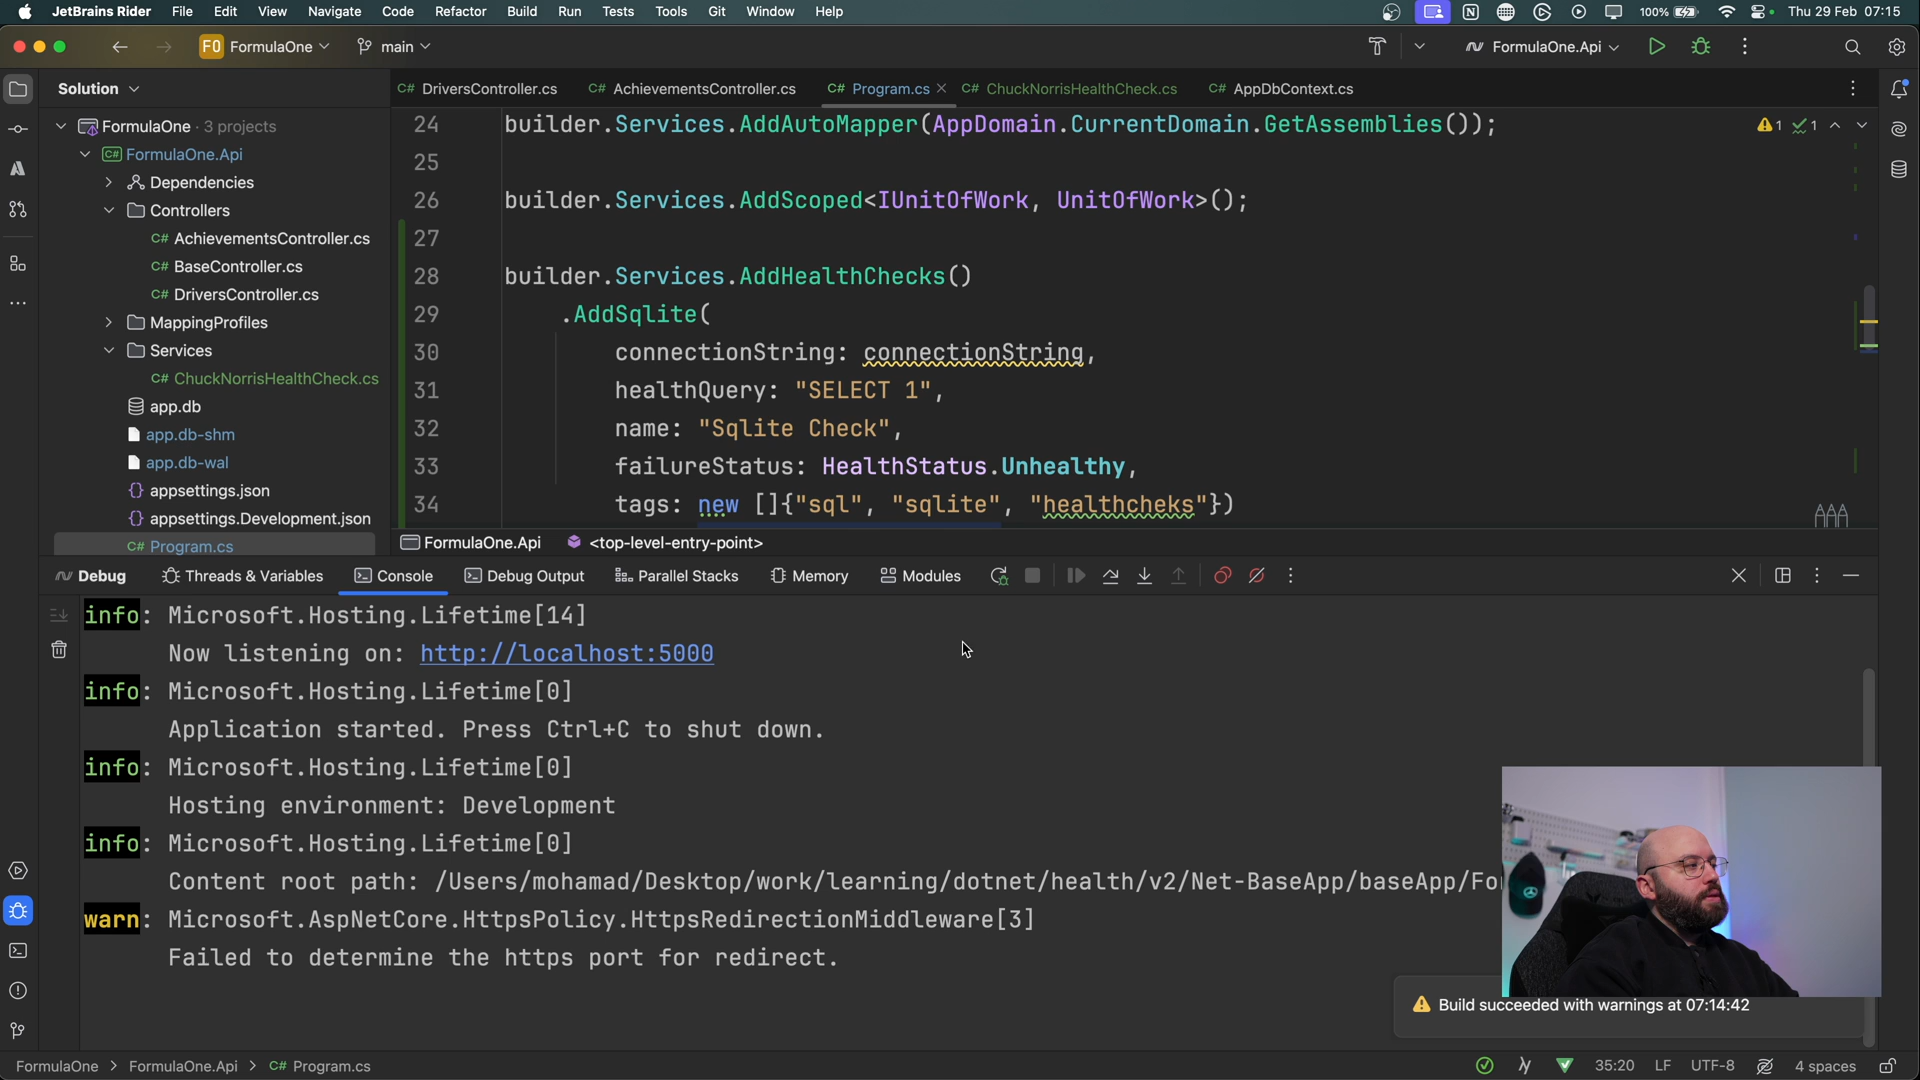 JetBrains Rider File Edit View Navigate Code Refactor Build Run Tests Tools Git Window Help 100% Thu 29 Feb 07:15
FO FormulaOne main FormulaOne.Api
Solution
C# DriversController.cs C# AchievementsController.cs C# Program.cs C# ChuckNorrisHealthCheck.cs C# AppDbContext.cs
FormulaOne · 3 projects
C# FormulaOne.Api
Dependencies
Controllers
C# AchievementsController.cs
C# BaseController.cs
C# DriversController.cs
MappingProfiles
Services
C# ChuckNorrisHealthCheck.cs
app.db
app.db-shm
app.db-wal
{} appsettings.json
{} appsettings.Development.json
C# Program.cs
24 builder.Services.AddAutoMapper(AppDomain.CurrentDomain.GetAssemblies());
1 1
25
26 builder.Services.AddScoped<IUnitOfWork, UnitOfWork>();
27
28 builder.Services.AddHealthChecks()
29 .AddSqlite(
30 connectionString: connectionString,
31 healthQuery: "SELECT 1",
32 name: "Sqlite Check",
33 failureStatus: HealthStatus.Unhealthy,
34 tags: new []{"sql", "sqlite", "healthcheks"})
FormulaOne.Api <top-level-entry-point>
Debug Threads & Variables Console Debug Output Parallel Stacks Memory Modules
info: Microsoft.Hosting.Lifetime[14]
Now listening on: http://localhost:5000
info: Microsoft.Hosting.Lifetime[0]
Application started. Press Ctrl+C to shut down.
info: Microsoft.Hosting.Lifetime[0]
Hosting environment: Development
info: Microsoft.Hosting.Lifetime[0]
Content root path: /Users/mohamad/Desktop/work/learning/dotnet/health/v2/Net-BaseApp/baseApp/Fo
warn: Microsoft.AspNetCore.HttpsPolicy.HttpsRedirectionMiddleware[3]
Failed to determine the https port for redirect.
Build succeeded with warnings at 07:14:42
FormulaOne > FormulaOne.Api > C# Program.cs
35:20 LF UTF-8 4 spaces